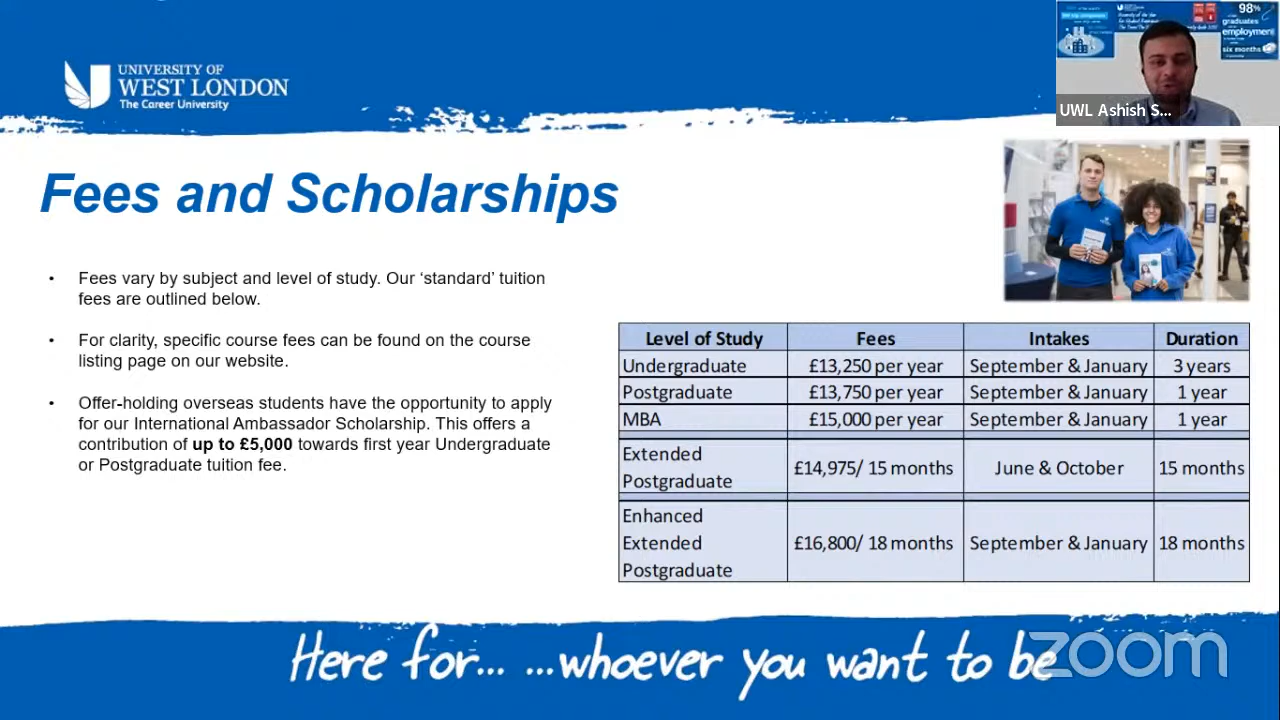 UNIVERSITY OF
WEST LONDON
The Career University
98%
graduates
employment
six months
UWL Ashish S...
Fees and Scholarships
• Fees vary by subject and level of study. Our ‘standard’ tuition
fees are outlined below.
• For clarity, specific course fees can be found on the course
listing page on our website.
• Offer-holding overseas students have the opportunity to apply
for our International Ambassador Scholarship. This offers a
contribution of up to £5,000 towards first year Undergraduate
or Postgraduate tuition fee.
Level of Study Fees Intakes Duration
Undergraduate £13,250 per year September & January 3 years
Postgraduate £13,750 per year September & January 1 year
MBA £15,000 per year September & January 1 year
Extended
Postgraduate
£14,975/ 15 months June & October 15 months
Enhanced
Extended
Postgraduate
£16,800/ 18 months September & January 18 months
Here for... ...whoever you want to be
zoom